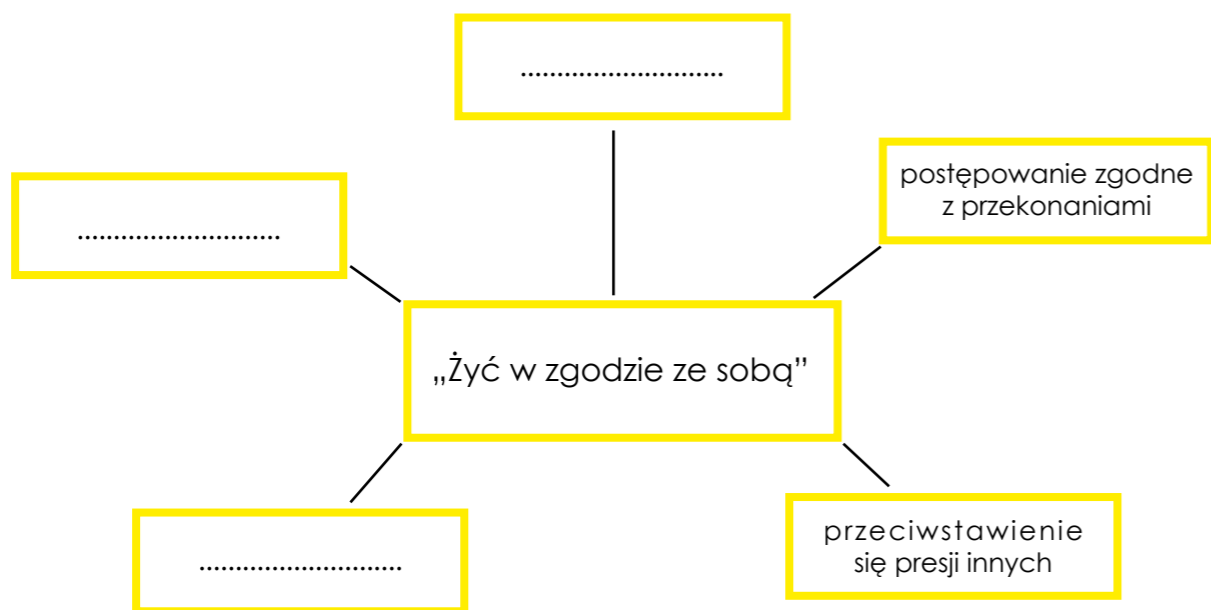 ............................
postępowanie zgodne
z przekonaniami
............................
„Żyć w zgodzie ze sobą”
przeciwstawienie
się presji innych
............................